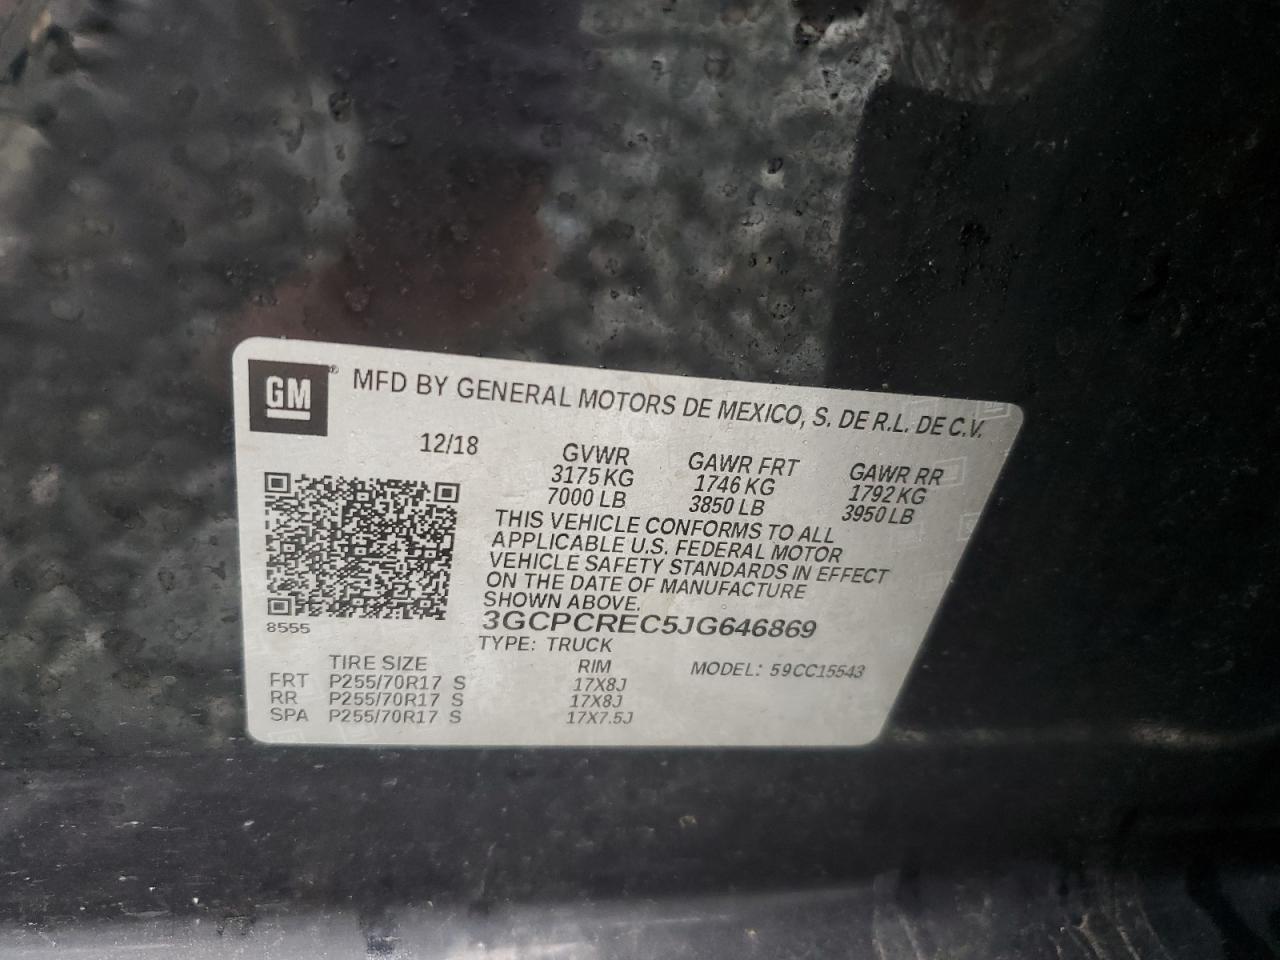 GM® MFD BY GENERAL MOTORS DE MEXICO, S. DE R.L. DE C.V.
12/18 GVWR GAWR FRT GAWR RR
3175 KG 1746 KG 1792 KG
7000 LB 3850 LB 3950 LB
THIS VEHICLE CONFORMS TO ALL
APPLICABLE U.S. FEDERAL MOTOR
VEHICLE SAFETY STANDARDS IN EFFECT
ON THE DATE OF MANUFACTURE
SHOWN ABOVE.
8555 3GCPCREC5JG646869
TYPE: TRUCK
TIRE SIZE RIM MODEL: 59CC15543
FRT P255/70R17 S 17X8J
RR P255/70R17 S 17X8J
SPA P255/70R17 S 17X7.5J